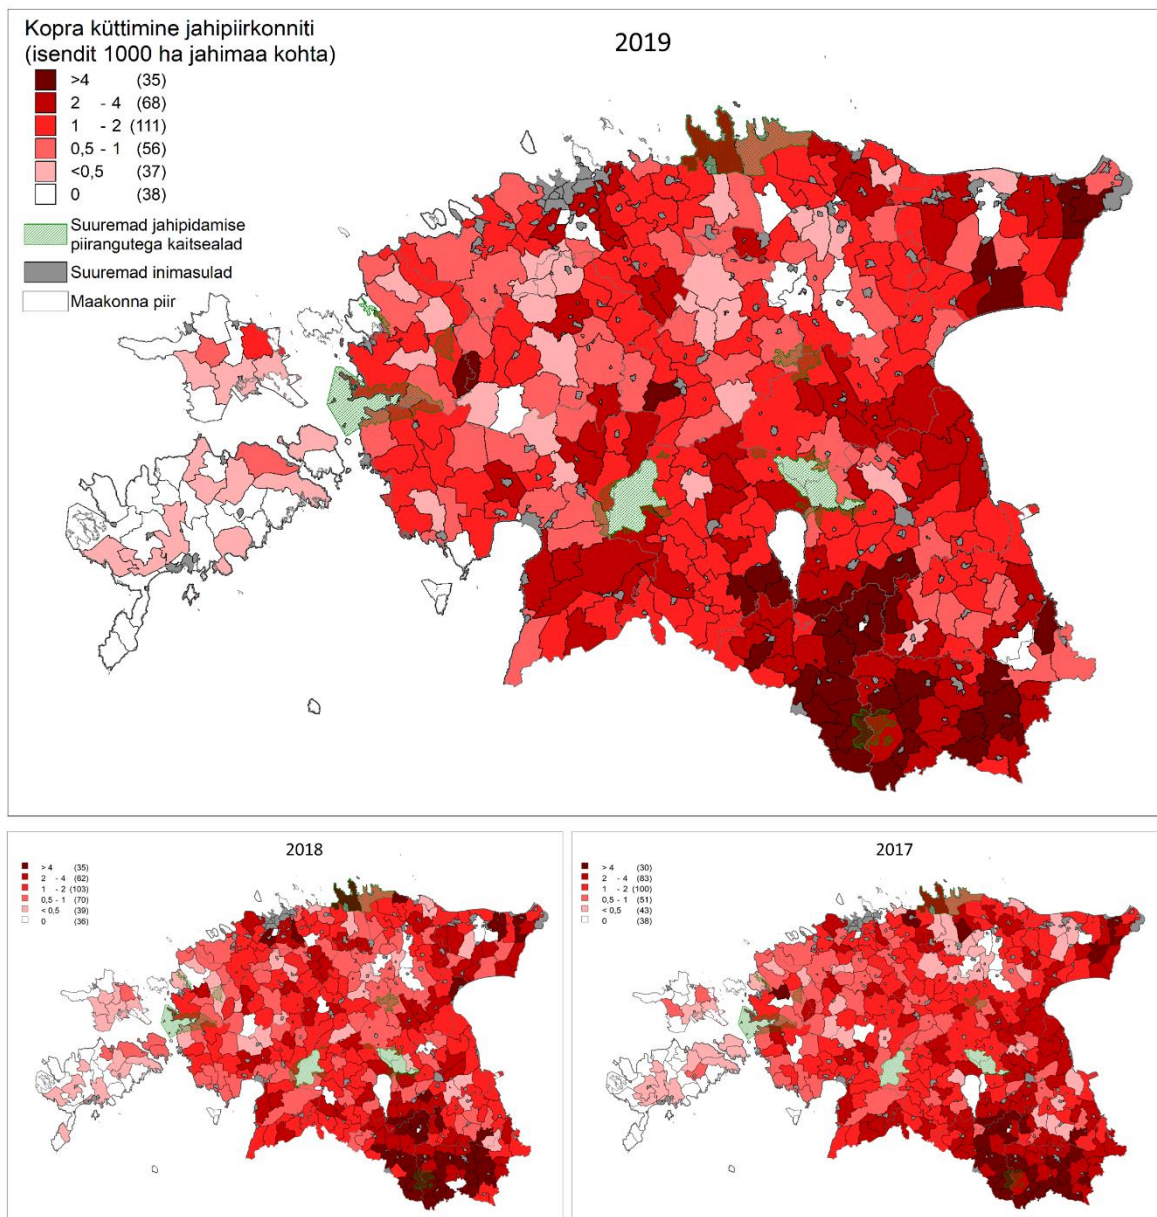 Kopra küttimine jahipiirkonniti
(isendit 1000 ha jahimaa kohta)
2019
>4 (35)
2 - 4 (68)
1 - 2 (111)
0,5 - 1 (56)
<0,5 (37)
0 (38)
Suuremad jahipidamise
piirangutega kaitsealad
Suuremad inimasulad
Maakonna piir
2018
> 4 (35)
2 - 4 (62)
1 - 2 (103)
0,5 - 1 (70)
< 0,5 (39)
0 (36)
2017
> 4 (30)
2 - 4 (83)
1 - 2 (100)
0,5 - 1 (51)
< 0,5 (43)
0 (38)